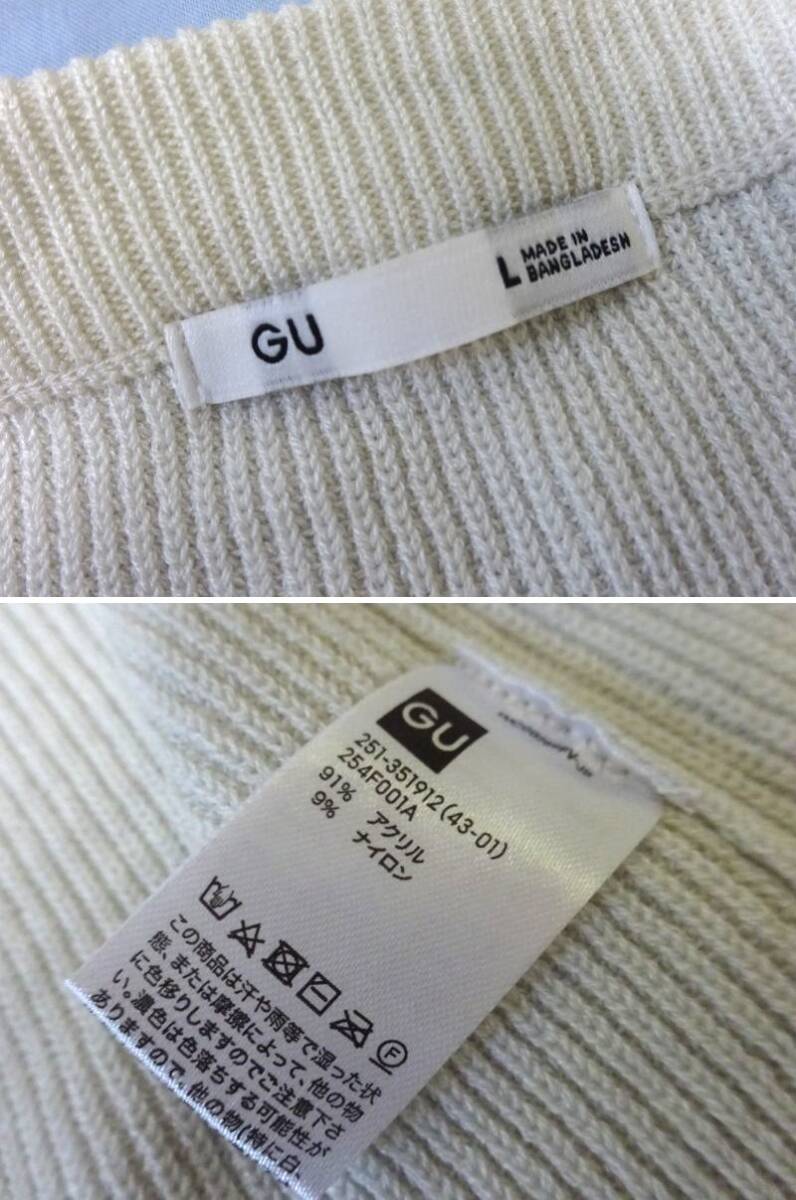 GU
L
MADE IN
BANGLADESH
GU
251-351912(43-01)
254F001A
91% アクリル
9% ナイロン
F
この商品は汗や雨等で湿った状
態、または摩擦によって、他の物
に色移りしますのでご注意下さ
い。濃色は色落ちする可能性が
ありますので、他の物(特に白、